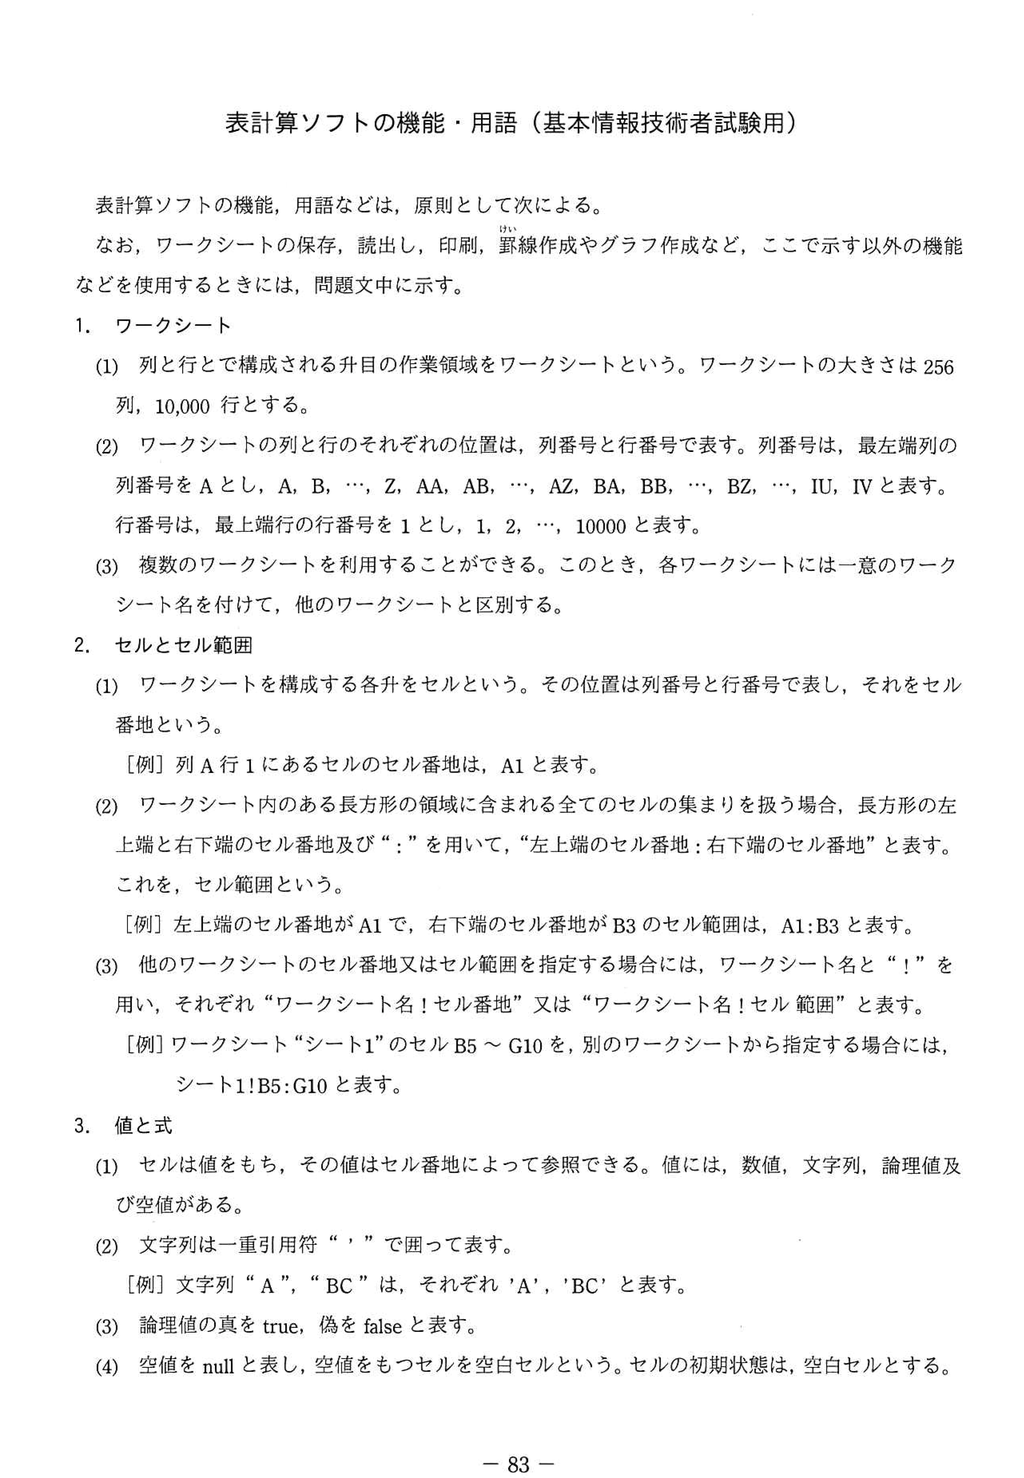 表計算ソフトの機能・用語（基本情報技術者試験用）
表計算ソフトの機能，用語などは，原則として次による。
けい
なお，ワークシートの保存，読出し，印刷，罫線作成やグラフ作成など，ここで示す以外の機能
などを使用するときには，問題文中に示す。
1. ワークシート
(1) 列と行とで構成される升目の作業領域をワークシートという。ワークシートの大きさは 256
列，10,000 行とする。
(2) ワークシートの列と行のそれぞれの位置は，列番号と行番号で表す。列番号は，最左端列の
列番号を A とし，A，B，…，Z，AA，AB，…，AZ，BA，BB，…，BZ，…，IU，IV と表す。
行番号は，最上端行の行番号を 1 とし，1，2，…，10000 と表す。
(3) 複数のワークシートを利用することができる。このとき，各ワークシートには一意のワーク
シート名を付けて，他のワークシートと区別する。
2. セルとセル範囲
(1) ワークシートを構成する各升をセルという。その位置は列番号と行番号で表し，それをセル
番地という。
［例］列 A 行 1 にあるセルのセル番地は，A1 と表す。
(2) ワークシート内のある長方形の領域に含まれる全てのセルの集まりを扱う場合，長方形の左
上端と右下端のセル番地及び“：”を用いて，“左上端のセル番地：右下端のセル番地”と表す。
これを，セル範囲という。
［例］左上端のセル番地が A1 で，右下端のセル番地が B3 のセル範囲は，A1:B3 と表す。
(3) 他のワークシートのセル番地又はセル範囲を指定する場合には，ワークシート名と“！”を
用い，それぞれ“ワークシート名！セル番地”又は“ワークシート名！セル 範囲”と表す。
［例］ワークシート“シート1”のセル B5 ～ G10 を，別のワークシートから指定する場合には，
シート1!B5:G10 と表す。
3. 値と式
(1) セルは値をもち，その値はセル番地によって参照できる。値には，数値，文字列，論理値及
び空値がある。
(2) 文字列は一重引用符“ ' ”で囲って表す。
［例］文字列“ A ”，“ BC ”は，それぞれ 'A'，'BC' と表す。
(3) 論理値の真を true，偽を false と表す。
(4) 空値を null と表し，空値をもつセルを空白セルという。セルの初期状態は，空白セルとする。
－ 83 －